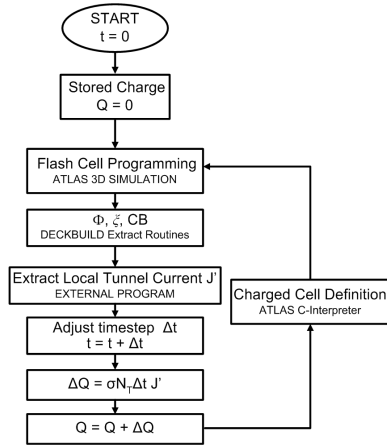 START
t = 0
Stored Charge
Q = 0
Flash Cell Programming
ATLAS 3D SIMULATION
Φ, ξ, CB
DECKBUILD Extract Routines
Extract Local Tunnel Current J'
EXTERNAL PROGRAM
Adjust timestep Δt
t = t + Δt
ΔQ = σN_TΔt J'
Q = Q + ΔQ
Charged Cell Definition
ATLAS C-Interpreter